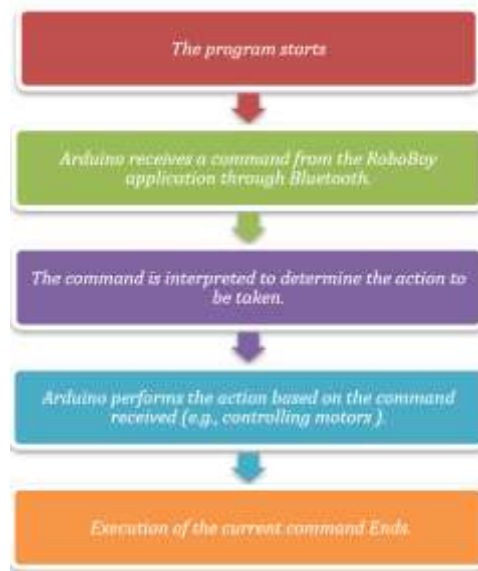 The program starts
Arduino receives a command from the RoboBoy
application through Bluetooth.
The command is interpreted to determine the action to
be taken.
Arduino performs the action based on the command
received (e.g., controlling motors ).
Execution of the current command Ends.